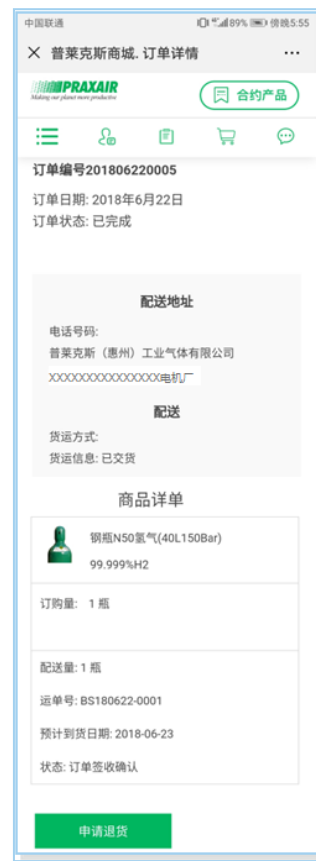 中国联通 89% 傍晚5:55
普莱克斯商城. 订单详情 ...
PRAXAIR
Making our planet more productive
合约产品
订单编号201806220005
订单日期: 2018年6月22日
订单状态: 已完成
配送地址
电话号码:
普莱克斯（惠州）工业气体有限公司
XXXXXXXXXXXXXXX电机厂
配送
货运方式:
货运信息: 已交货
商品详单
钢瓶N50氢气(40L150Bar)
99.999%H2
订购量: 1 瓶
配送量: 1 瓶
运单号: BS180622-0001
预计到货日期: 2018-06-23
状态: 订单签收确认
申请退货